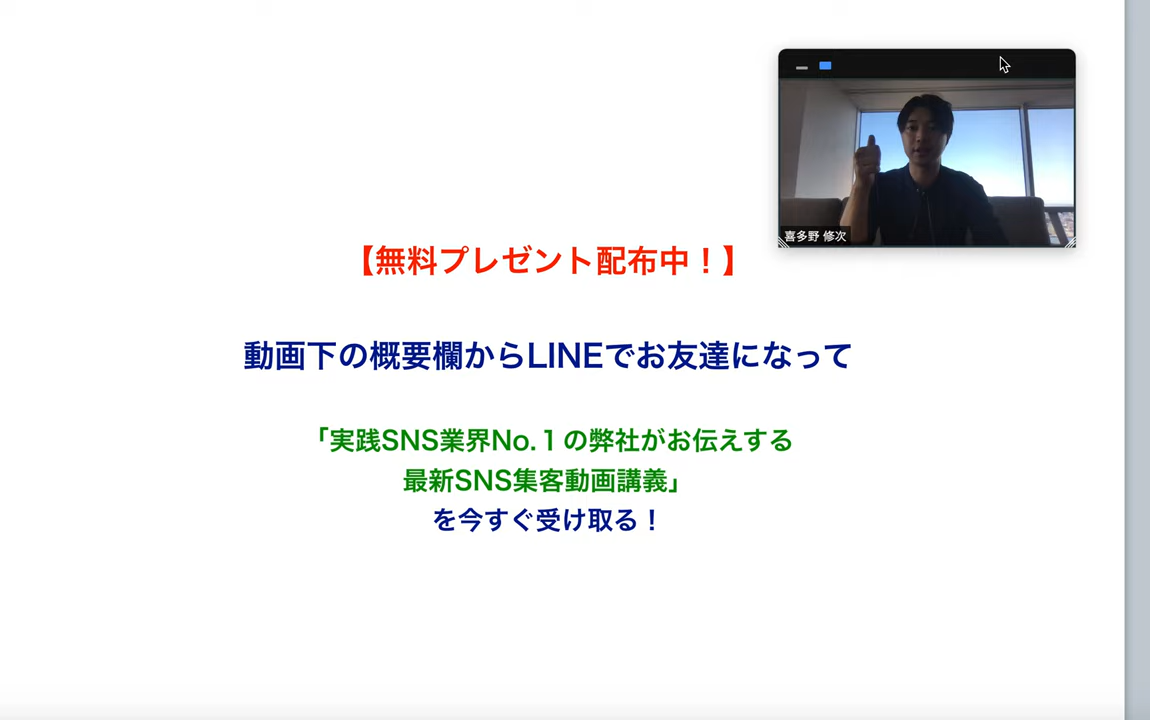 喜多野 修次
【無料プレゼント配布中！】
動画下の概要欄からLINEでお友達になって
「実践SNS業界No.１の弊社がお伝えする
最新SNS集客動画講義」
を今すぐ受け取る！